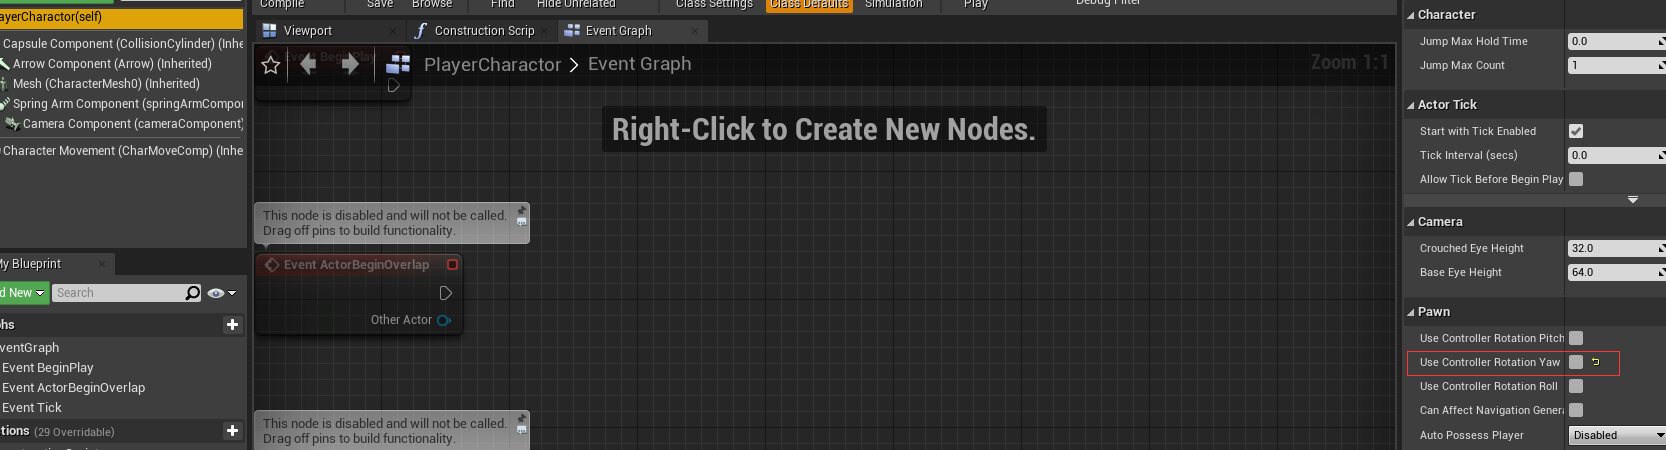 Compile Save Browse Find Hide Unrelated Class Settings Class Defaults Simulation Play Debug Filter
ayerCharactor(self)
Capsule Component (CollisionCylinder) (Inhe
Arrow Component (Arrow) (Inherited)
Mesh (CharacterMesh0) (Inherited)
Spring Arm Component (springArmCompo
Camera Component (cameraComponent)
Character Movement (CharMoveComp) (Inhe
My Blueprint
d New
Search
phs
ventGraph
Event BeginPlay
Event ActorBeginOverlap
Event Tick
tions (29 Overridable)
Viewport
Construction Scrip
Event Graph
Event BeginPlay
PlayerCharactor > Event Graph
Zoom 1:1
Right-Click to Create New Nodes.
This node is disabled and will not be called.
Drag off pins to build functionality.
Event ActorBeginOverlap
Other Actor
This node is disabled and will not be called.
Drag off pins to build functionality.
Character
Jump Max Hold Time 0.0
Jump Max Count 1
Actor Tick
Start with Tick Enabled
Tick Interval (secs) 0.0
Allow Tick Before Begin Play
Camera
Crouched Eye Height 32.0
Base Eye Height 64.0
Pawn
Use Controller Rotation Pitch
Use Controller Rotation Yaw
Use Controller Rotation Roll
Can Affect Navigation Genera
Auto Possess Player Disabled